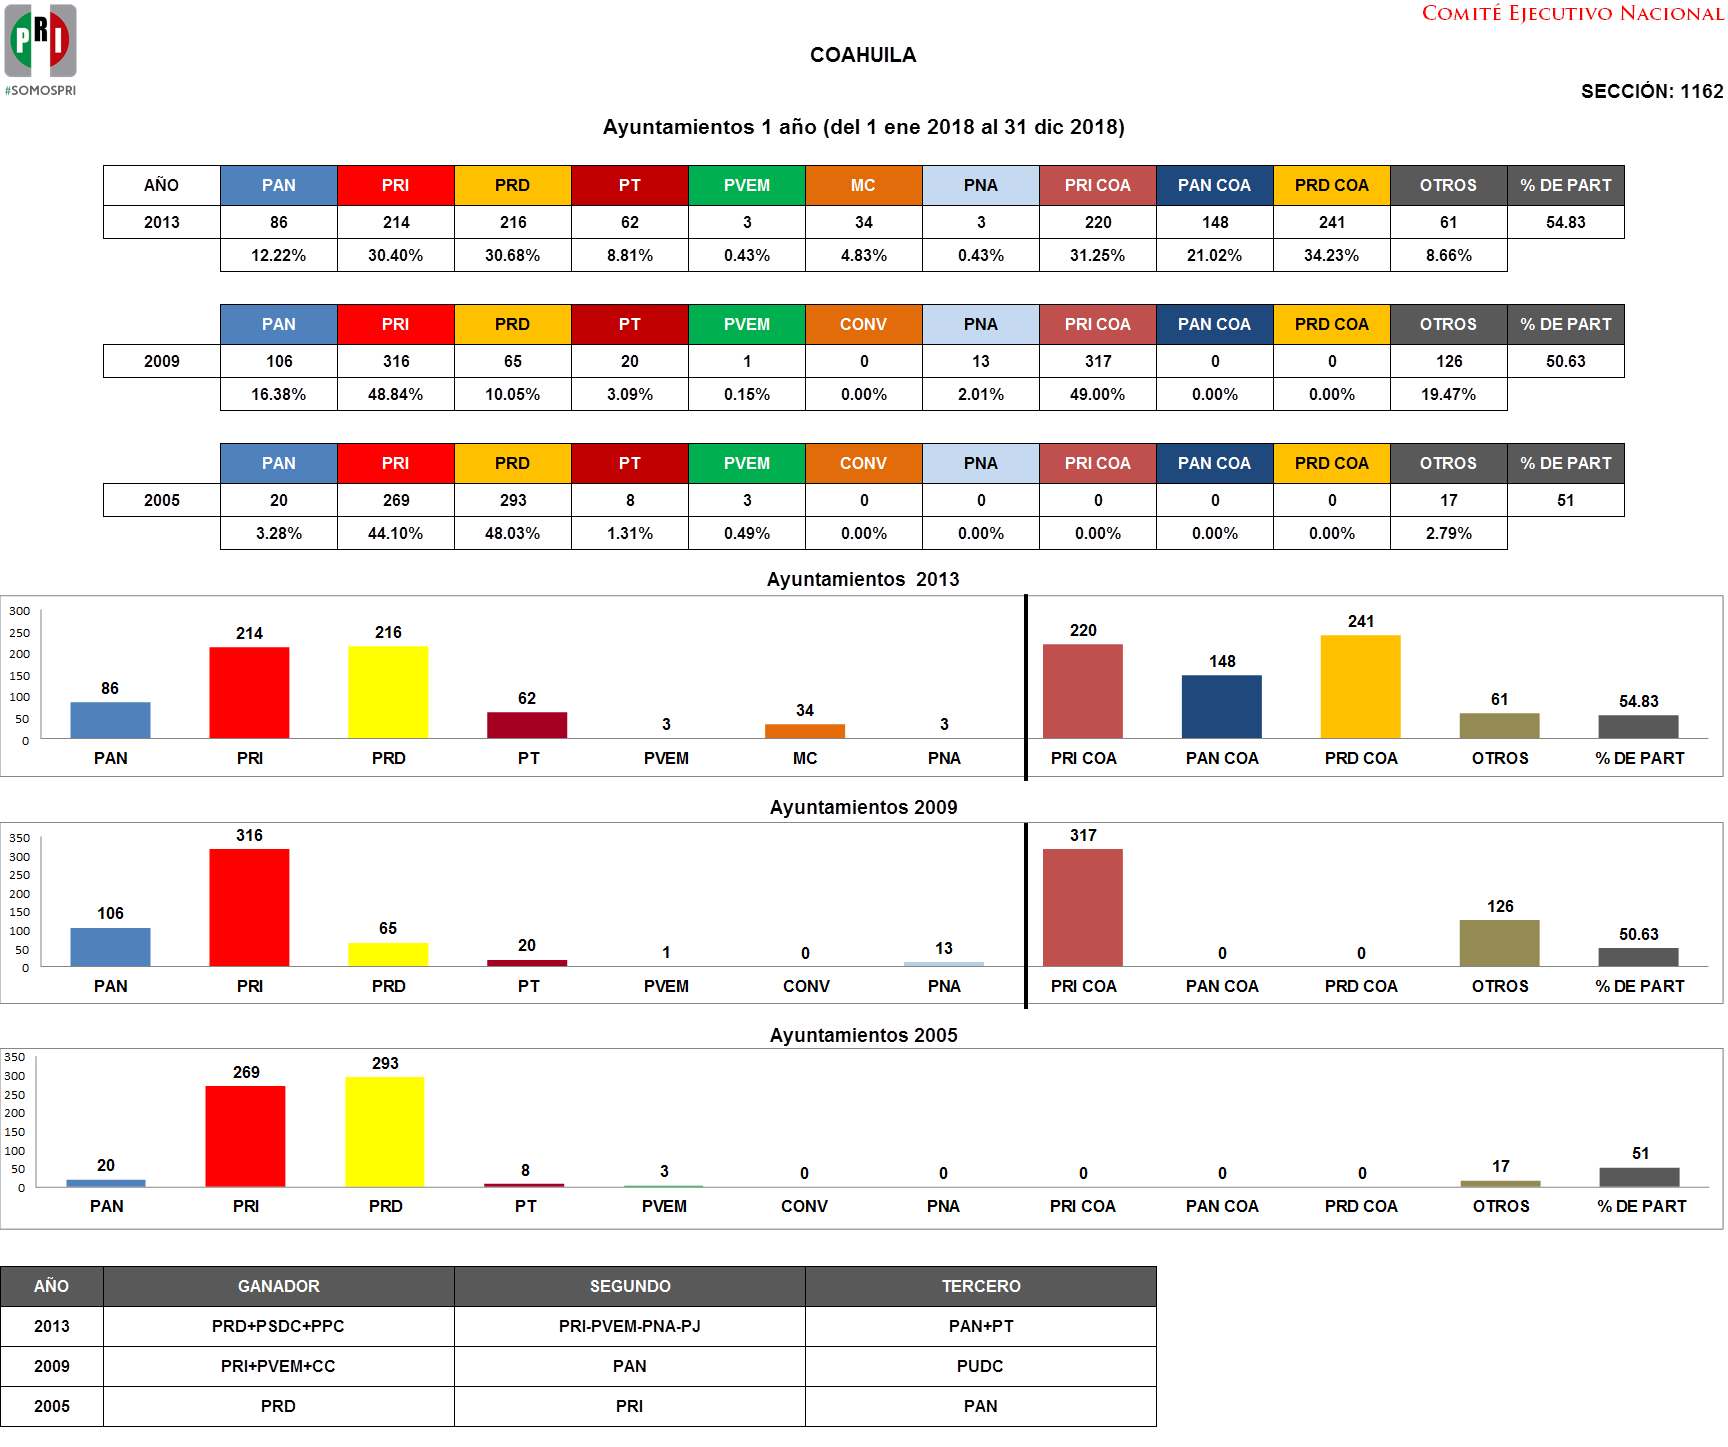 COMITÉ EJECUTIVO NACIONAL
PRI
#SOMOSPRI
COAHUILA
SECCIÓN: 1162
Ayuntamientos 1 año (del 1 ene 2018 al 31 dic 2018)
AÑO PAN PRI PRD PT PVEM MC PNA PRI COA PAN COA PRD COA OTROS % DE PART
2013 86 214 216 62 3 34 3 220 148 241 61 54.83
12.22% 30.40% 30.68% 8.81% 0.43% 4.83% 0.43% 31.25% 21.02% 34.23% 8.66%
PAN PRI PRD PT PVEM CONV PNA PRI COA PAN COA PRD COA OTROS % DE PART
2009 106 316 65 20 1 0 13 317 0 0 126 50.63
16.38% 48.84% 10.05% 3.09% 0.15% 0.00% 2.01% 49.00% 0.00% 0.00% 19.47%
PAN PRI PRD PT PVEM CONV PNA PRI COA PAN COA PRD COA OTROS % DE PART
2005 20 269 293 8 3 0 0 0 0 0 17 51
3.28% 44.10% 48.03% 1.31% 0.49% 0.00% 0.00% 0.00% 0.00% 0.00% 2.79%
Ayuntamientos 2013
300
250
200
150
100
50
0
86 214 216 62 3 34 3 220 148 241 61 54.83
PAN PRI PRD PT PVEM MC PNA PRI COA PAN COA PRD COA OTROS % DE PART
Ayuntamientos 2009
350
300
250
200
150
100
50
0
106 316 65 20 1 0 13 317 0 0 126 50.63
PAN PRI PRD PT PVEM CONV PNA PRI COA PAN COA PRD COA OTROS % DE PART
Ayuntamientos 2005
350
300
250
200
150
100
50
0
20 269 293 8 3 0 0 0 0 0 17 51
PAN PRI PRD PT PVEM CONV PNA PRI COA PAN COA PRD COA OTROS % DE PART
AÑO GANADOR SEGUNDO TERCERO
2013 PRD+PSDC+PPC PRI-PVEM-PNA-PJ PAN+PT
2009 PRI+PVEM+CC PAN PUDC
2005 PRD PRI PAN